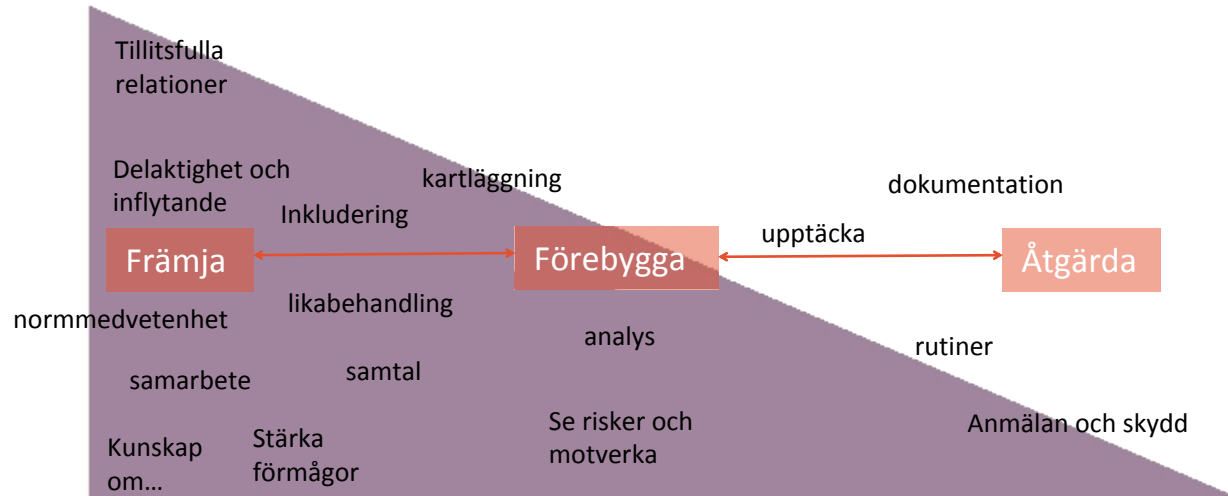 Tillitsfulla
relationer
Delaktighet och
inflytande
kartläggning
dokumentation
Inkludering
upptäcka
Främja
Förebygga
Åtgärda
likabehandling
normmedvetenhet
analys
rutiner
samarbete
samtal
Se risker och
motverka
Anmälan och skydd
Kunskap
om...
Stärka
förmågor